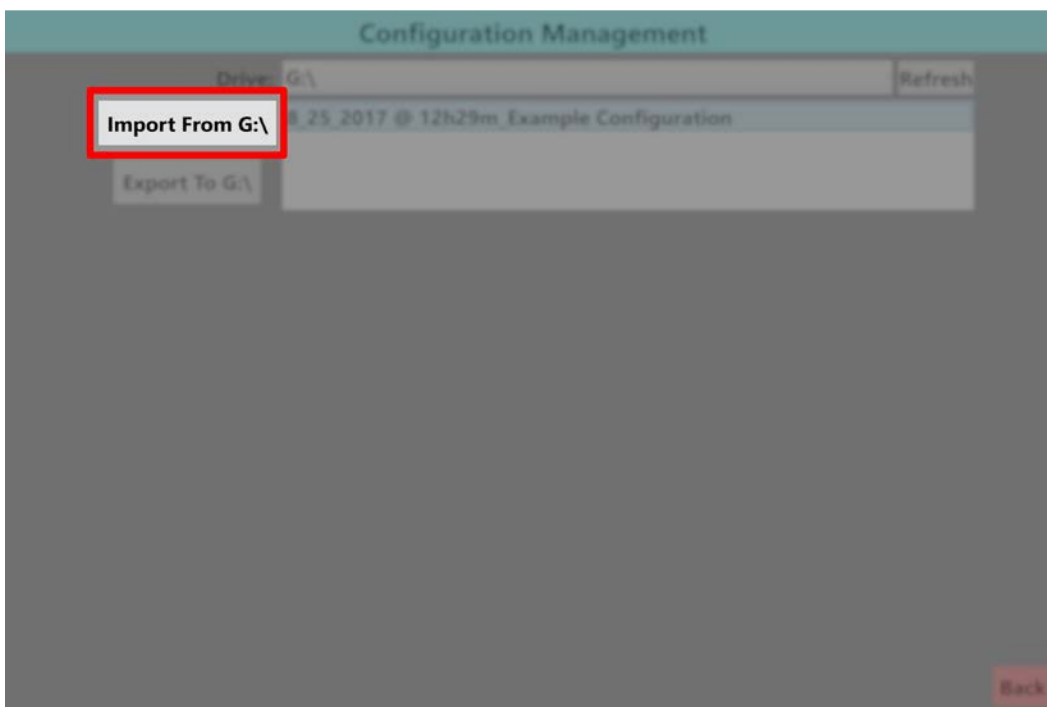 Configuration Management
Drive: G:\
Refresh
Import From G:\
8_25_2017 @ 12h29m_Example Configuration
Export To G:\
Back